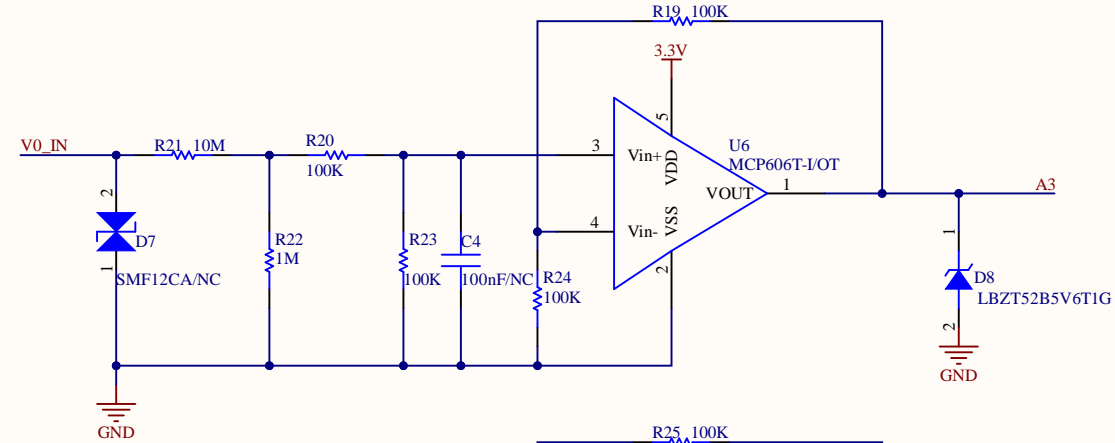 R19 100K
3.3V
V0_IN
R21 10M
R20
100K
3
Vin+
VDD
5
U6
MCP606T-I/OT
VOUT
1
A3
2
D7
1
SMF12CA/NC
R22
1M
R23
100K
C4
100nF/NC
4
Vin-
VSS
2
R24
100K
1
D8
LBZT52B5V6T1G
2
GND
GND
R25 100K